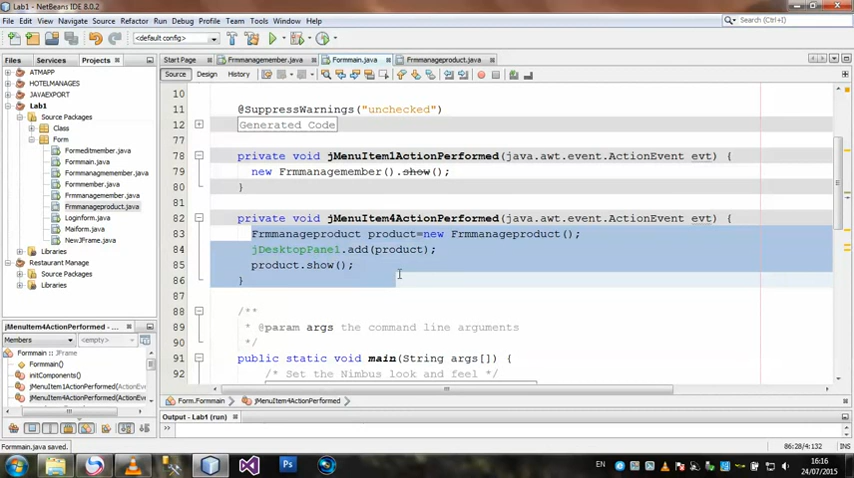 Lab1 - NetBeans IDE 8.0.2
File Edit View Navigate Source Refactor Run Debug Profile Team Tools Window Help
Search (Ctrl+I)
<default config>
Files Services Projects
Start Page Frmmanagemember.java Formmain.java Frmmanageproduct.java
Source Design History
ATMAPP
HOTELMANAGES
JAVAEXPORT
Lab1
Source Packages
Class
Form
Formeditmember.java
Formmain.java
Formmanagmember.java
Formmember.java
Frmmanagemember.java
Frmmanageproduct.java
Loginform.java
Maiform.java
NewJFrame.java
Libraries
Restaurant Manage
Source Packages
Libraries
10
11 @SuppressWarnings("unchecked")
12 Generated Code
77
78 private void jMenuItem1ActionPerformed(java.awt.event.ActionEvent evt) {
79 new Frmmanagemember().show();
80 }
81
82 private void jMenuItem4ActionPerformed(java.awt.event.ActionEvent evt) {
83 Frmmanageproduct product=new Frmmanageproduct();
84 jDesktopPane1.add(product);
85 product.show();
86 }
87
88 /**
89 * @param args the command line arguments
90 */
91 public static void main(String args[]) {
92 /* Set the Nimbus look and feel */
jMenuItem4ActionPerformed - ...
Members <empty>
Formmain :: JFrame
Formmain()
initComponents()
jMenuItem1ActionPerformed(ActionEv
jMenuItem4ActionPerformed(ActionEv
Form.Formmain jMenuItem4ActionPerformed
Output - Lab1 (run)
Formmain.java saved.
86:28/4:132 INS
EN
16:16
24/07/2015